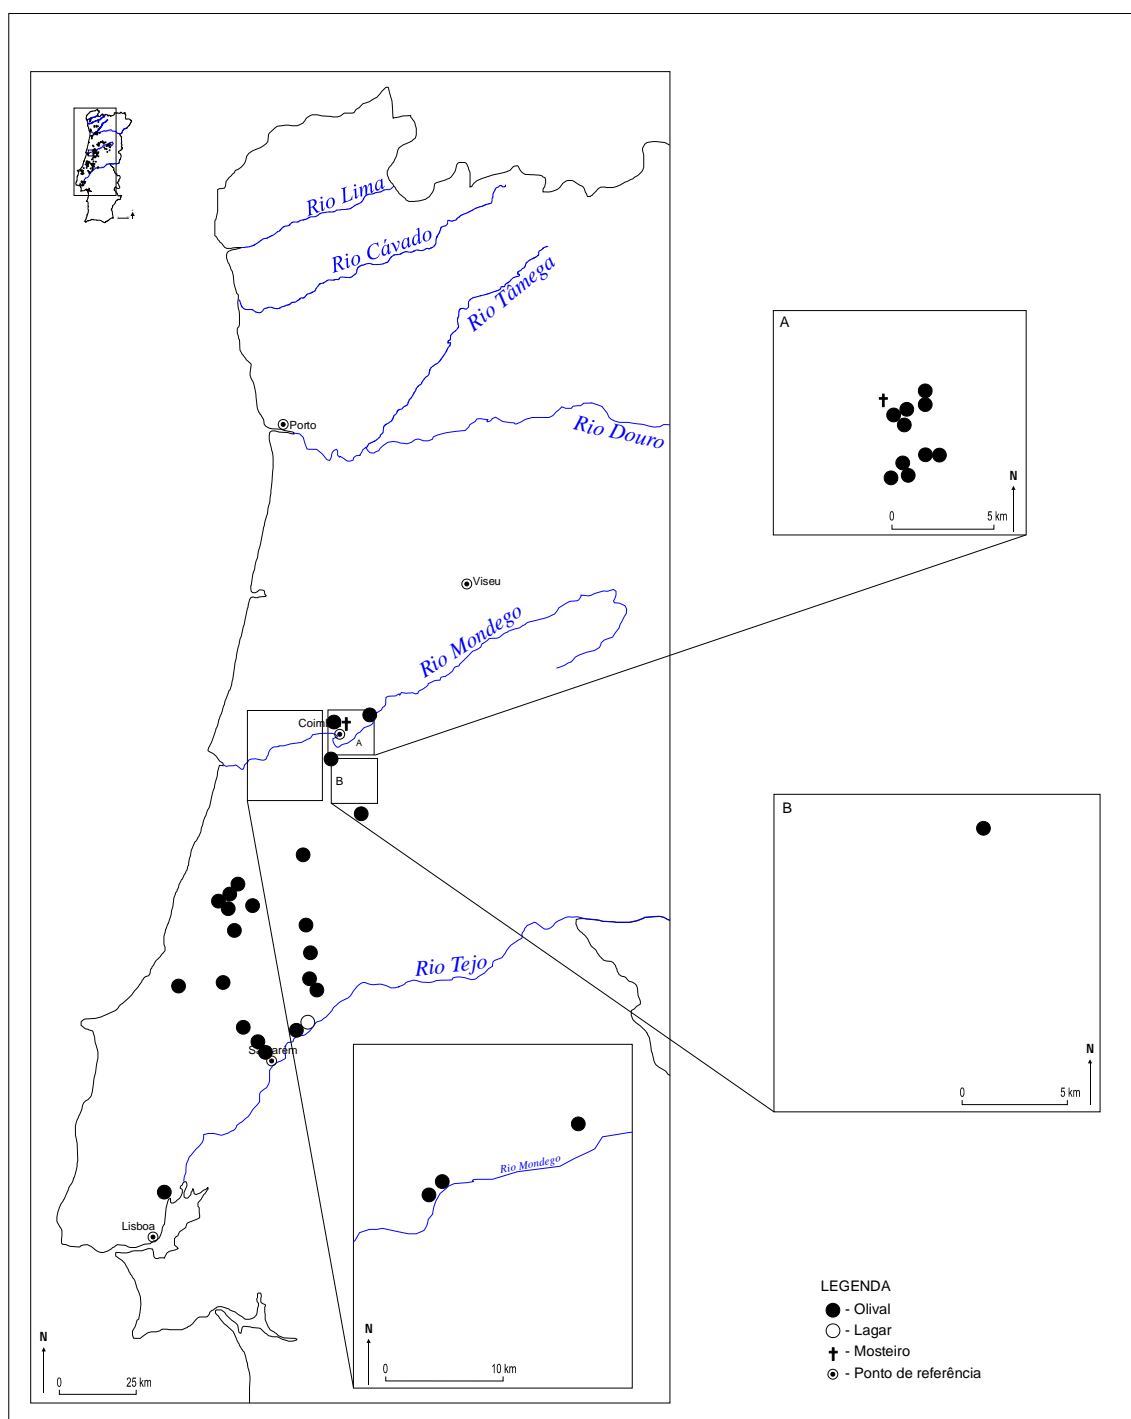 Rio Lima
Rio Cávado
Rio Tâmega
Porto
Rio Douro
Viseu
Rio Mondego
A
B
Rio Tejo
Lisboa
N
0 25 km
Rio Mondego
N
0 10 km
A
N
0 5 km
B
N
0 5 km
LEGENDA
- Olival
- Lagar
- Mosteiro
- Ponto de referência